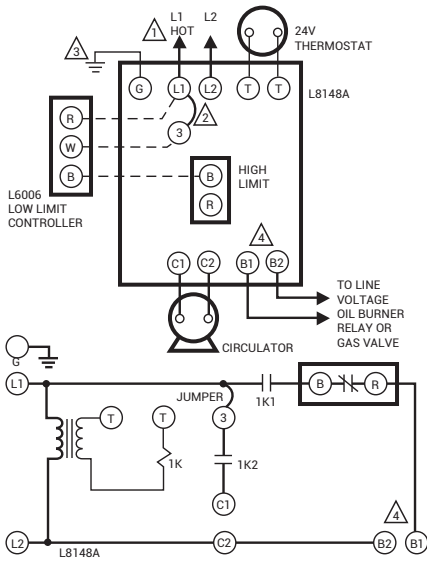 1
L1
HOT
L2
24V
THERMOSTAT
3
G
L1
L2
T
T
L8148A
2
3
R
W
B
L6006
LOW LIMIT
CONTROLLER
B
R
HIGH
LIMIT
4
C1
C2
B1
B2
TO LINE
VOLTAGE
OIL BURNER
RELAY OR
GAS VALVE
CIRCULATOR
G
L1
JUMPER
1K1
B
R
T
T
3
1K
1K2
C1
4
L2
L8148A
C2
B2
B1